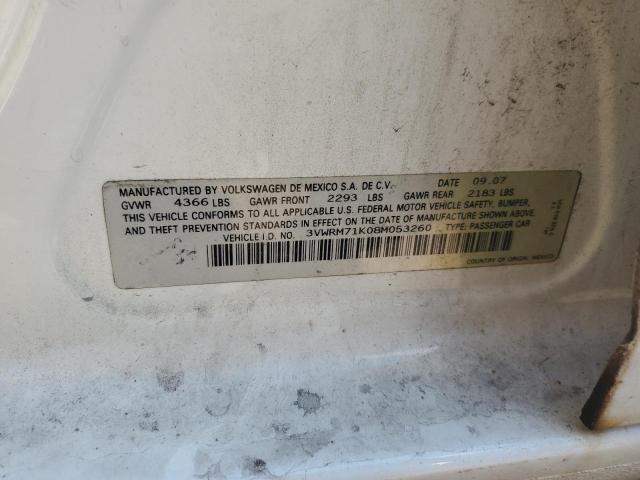 MANUFACTURED BY VOLKSWAGEN DE MEXICO S.A. DE C.V. DATE 09.07
GVWR 4366 LBS GAWR FRONT 2293 LBS GAWR REAR 2183 LBS
THIS VEHICLE CONFORMS TO ALL APPLICABLE U.S. FEDERAL MOTOR VEHICLE SAFETY, BUMPER,
AND THEFT PREVENTION STANDARDS IN EFFECT ON THE DATE OF MANUFACTURE SHOWN ABOVE.
VEHICLE I.D. NO. 3VWRM71K08M053260 TYPE: PASSENGER CAR
COUNTRY OF ORIGIN: MEXICO